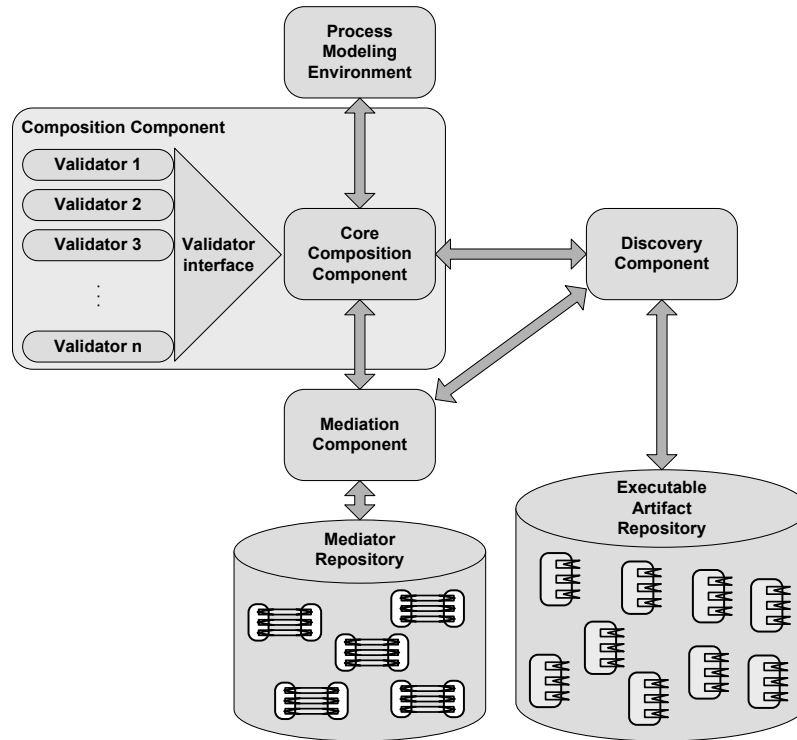 Process
Modeling
Environment
Composition Component
Validator 1
Validator 2
Validator 3
.
.
.
Validator n
Validator
interface
Core
Composition
Component
Discovery
Component
Mediation
Component
Mediator
Repository
Executable
Artifact
Repository